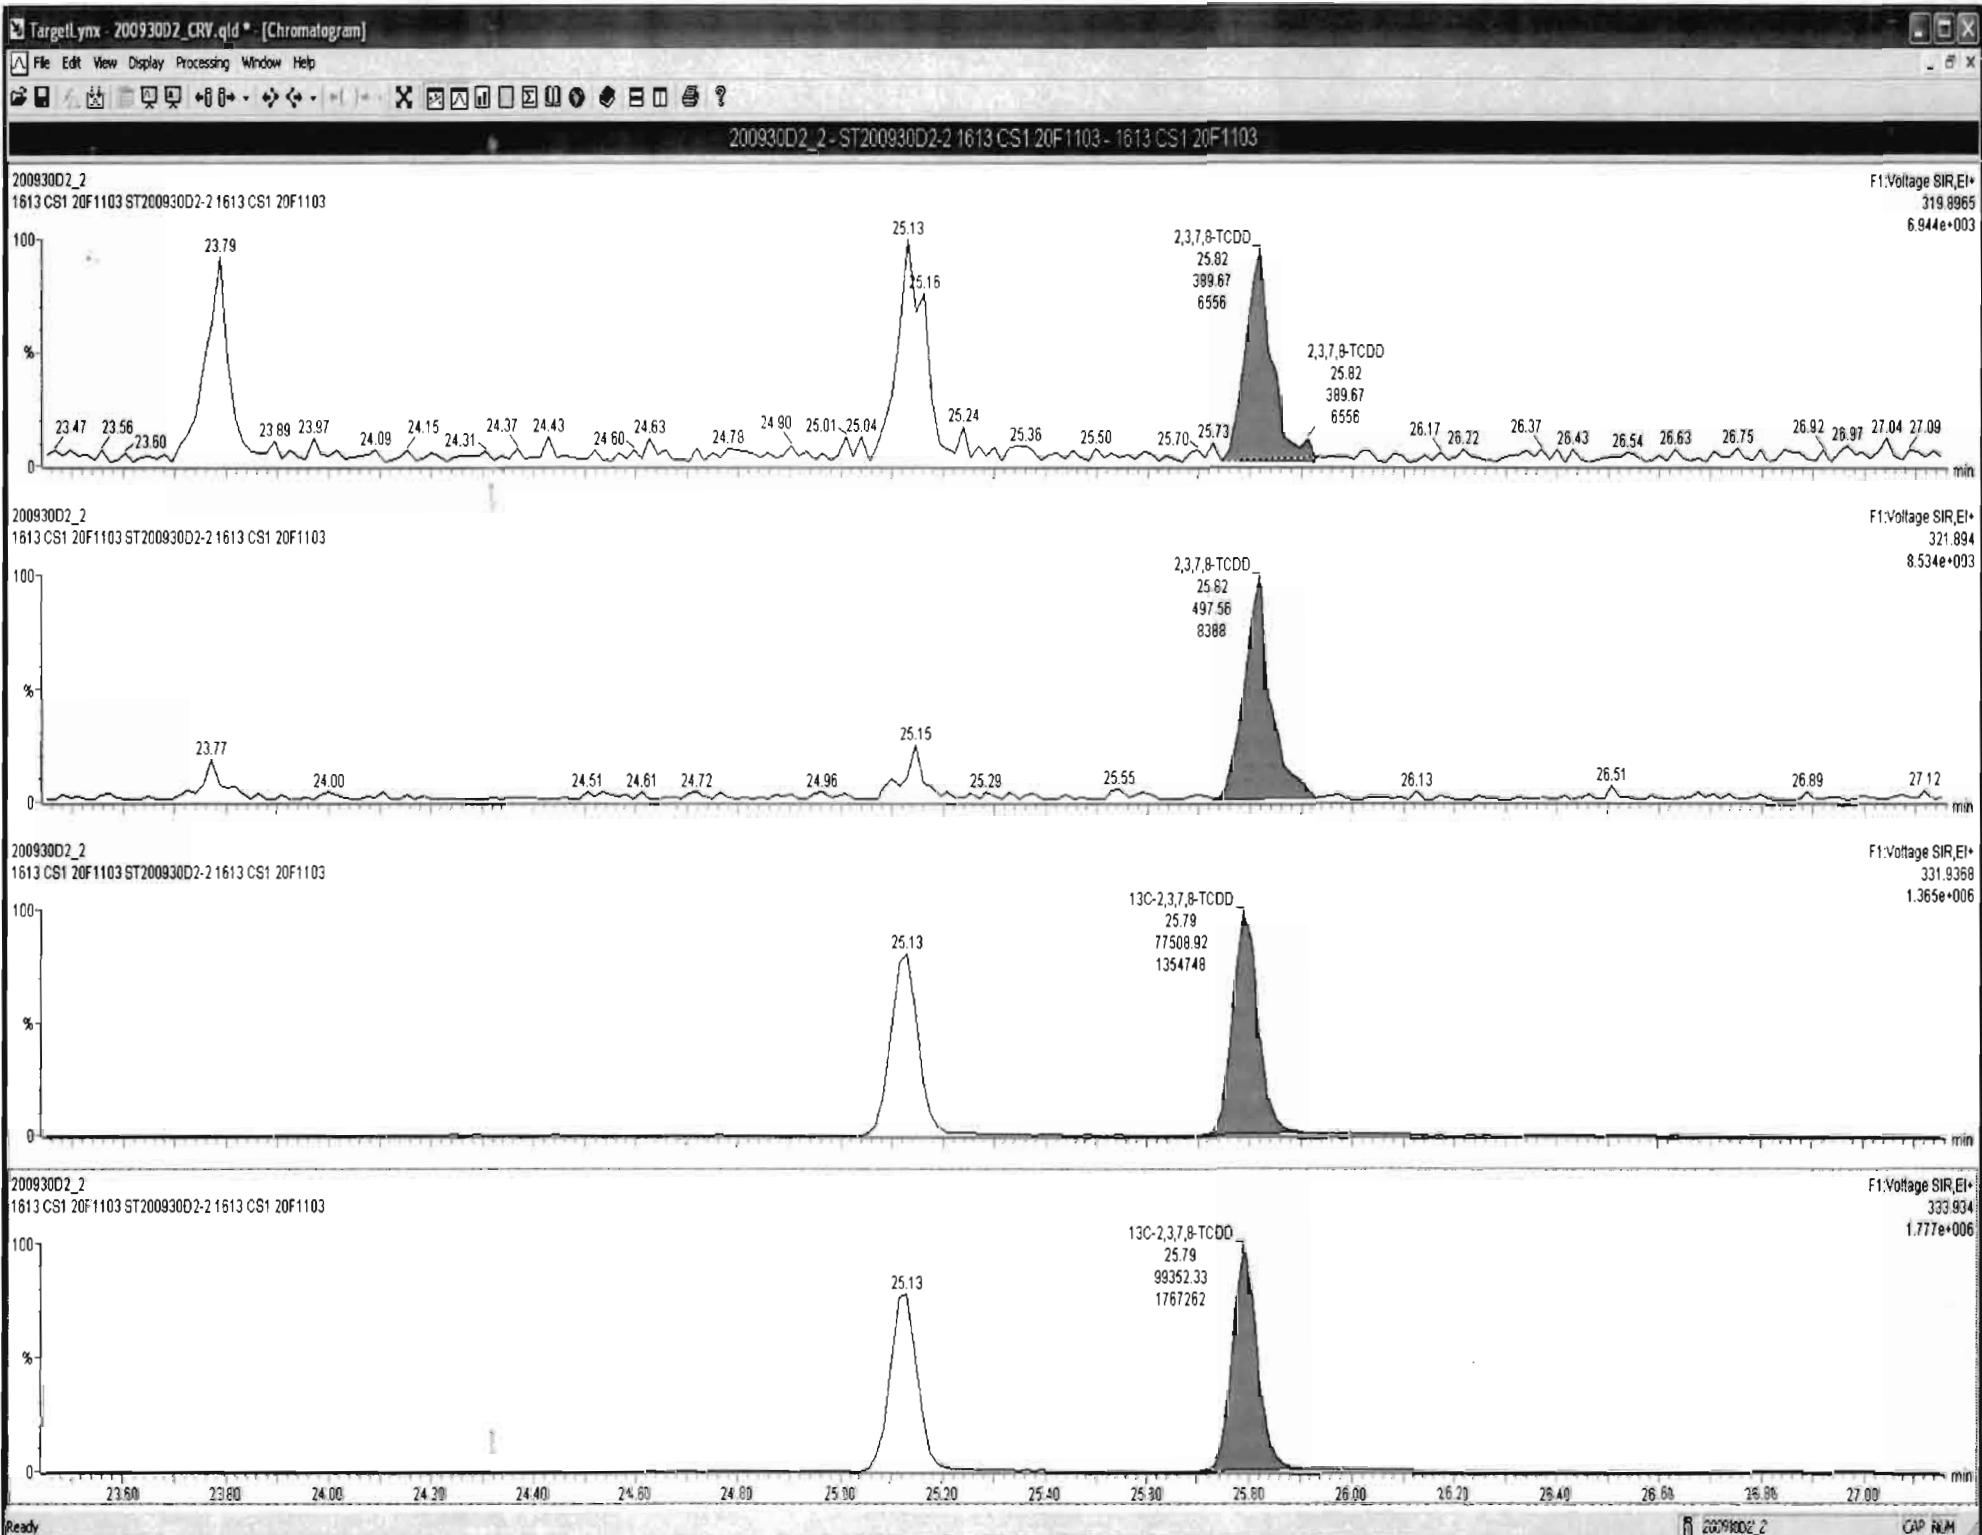 TargetLynx - 200930D2_CRV.qld * - [Chromatogram]
File Edit View Display Processing Window Help
200930D2_2 - ST200930D2-2 1613 CS1 20F1103 - 1613 CS1 20F1103
200930D2_2
1613 CS1 20F1103 ST200930D2-2 1613 CS1 20F1103
F1:Voltage SIR,EI+
319.8965
6.944e+003
100
%
0
23.47
23.56
23.60
23.79
23.89
23.97
24.09
24.15
24.31
24.37
24.43
24.60
24.63
24.78
24.90
25.01
25.04
25.13
25.16
25.24
25.36
25.50
25.70
25.73
2,3,7,8-TCDD
25.82
389.67
6556
2,3,7,8-TCDD
25.82
389.67
6556
26.17
26.22
26.37
26.43
26.54
26.63
26.75
26.92
26.97
27.04
27.09
min
200930D2_2
1613 CS1 20F1103 ST200930D2-2 1613 CS1 20F1103
F1:Voltage SIR,EI+
321.894
8.534e+003
100
%
0
23.77
24.00
24.51
24.61
24.72
24.96
25.15
25.29
25.55
2,3,7,8-TCDD
25.82
497.56
8388
26.13
26.51
26.89
27.12
min
200930D2_2
1613 CS1 20F1103 ST200930D2-2 1613 CS1 20F1103
F1:Voltage SIR,EI+
331.9368
1.365e+006
100
%
0
25.13
13C-2,3,7,8-TCDD
25.79
77508.92
1354748
min
200930D2_2
1613 CS1 20F1103 ST200930D2-2 1613 CS1 20F1103
F1:Voltage SIR,EI+
333.934
1.777e+006
100
%
0
25.13
13C-2,3,7,8-TCDD
25.79
99352.33
1767262
min
23.60 23.80 24.00 24.20 24.40 24.60 24.80 25.00 25.20 25.40 25.60 25.80 26.00 26.20 26.40 26.60 26.80 27.00
Ready
200930D2_2 CAP NUM